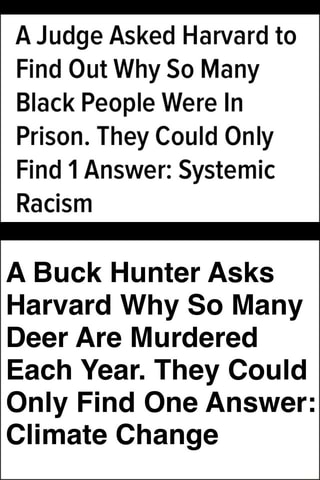 A Judge Asked Harvard to
Find Out Why So Many
Black People Were In
Prison. They Could Only
Find 1 Answer: Systemic
Racism
A Buck Hunter Asks
Harvard Why So Many
Deer Are Murdered
Each Year. They Could
Only Find One Answer:
Climate Change